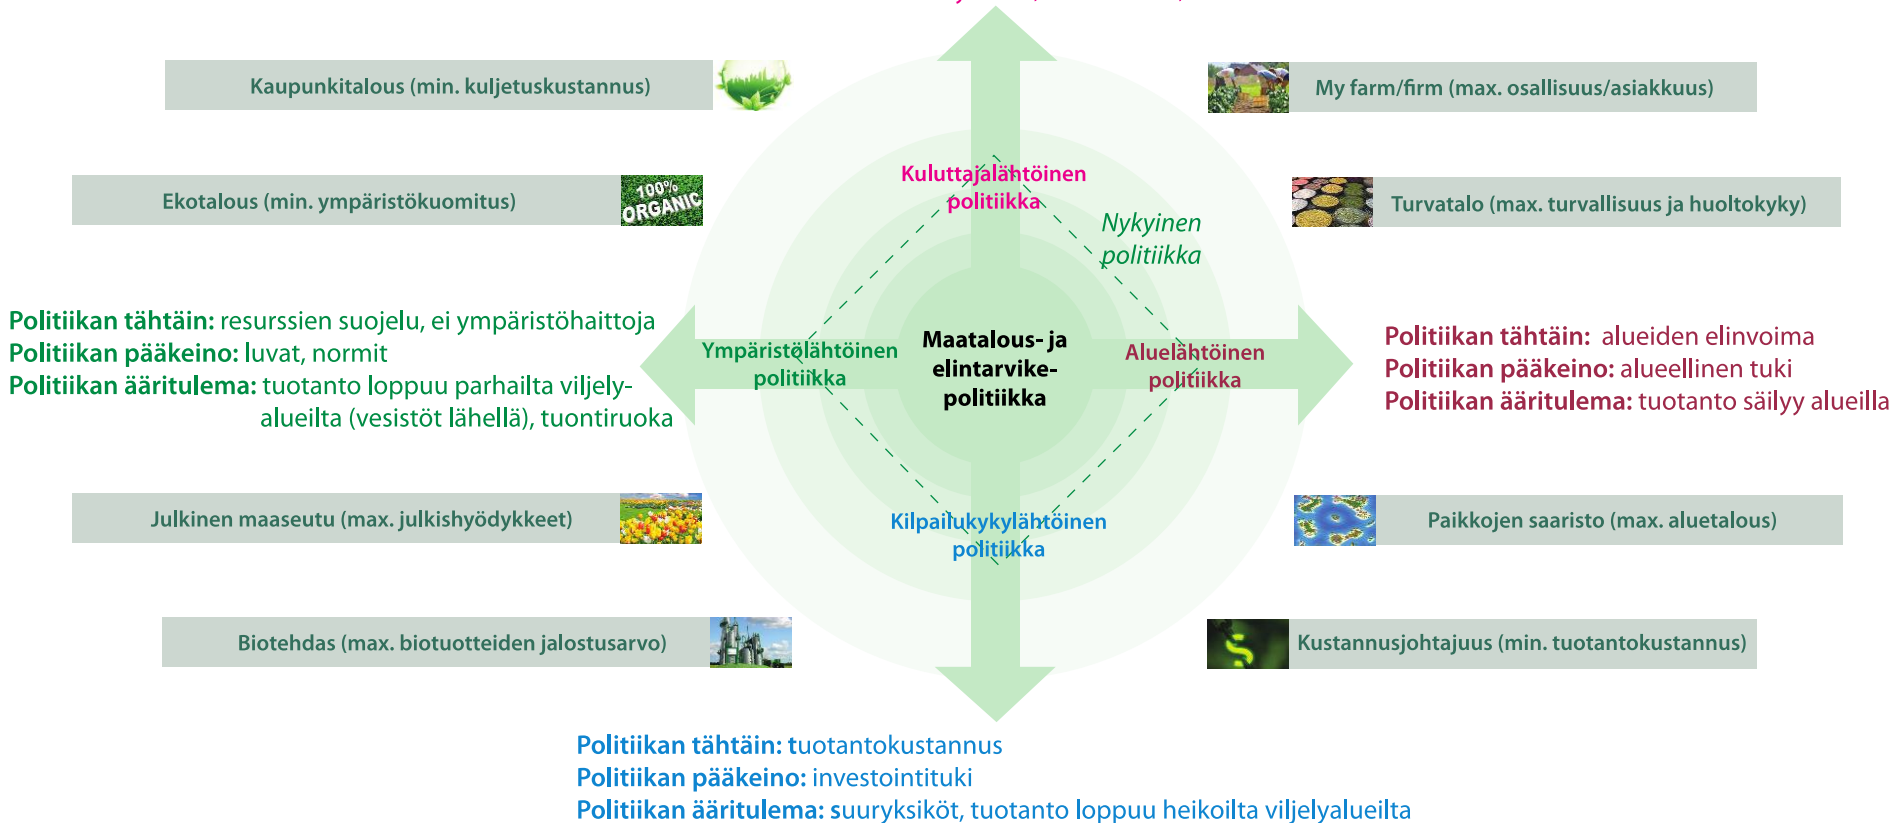 Kaupunkitalous (min. kuljetuskustannus)
My farm/firm (max. osallisuus/asiakkuus)
Kuluttajalähtöinen
politiikka
Ekotalous (min. ympäristökuomitus)
100%
ORGANIC
Turvatalo (max. turvallisuus ja huoltokyky)
Nykyinen
politiikka
Politiikan tähtäin: resurssien suojelu, ei ympäristöhaittoja
Politiikan pääkeino: luvat, normit
Politiikan ääritulema: tuotanto loppuu parhailta viljely-
alueilta (vesistöt lähellä), tuontiruoka
Ympäristölähtöinen
politiikka
Maatalous- ja
elintarvike-
politiikka
Aluelähtöinen
politiikka
Politiikan tähtäin: alueiden elinvoima
Politiikan pääkeino: alueellinen tuki
Politiikan ääritulema: tuotanto säilyy alueilla
Julkinen maaseutu (max. julkishyödykkeet)
Kilpailukykylähtöinen
politiikka
Paikkojen saaristo (max. aluetalous)
Biotehdas (max. biotuotteiden jalostusarvo)
Kustannusjohtajuus (min. tuotantokustannus)
Politiikan tähtäin: tuotantokustannus
Politiikan pääkeino: investointituki
Politiikan ääritulema: suuryksiköt, tuotanto loppuu heikoilta viljelyalueilta